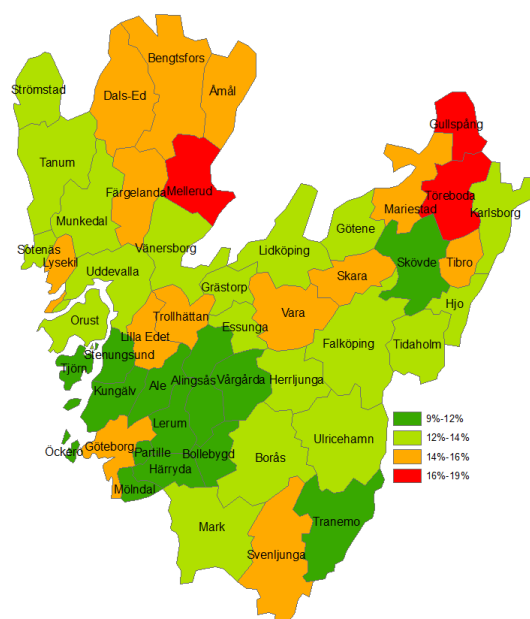 Bengtsfors
Strömstad
Åmål
Dals-Ed
Gullspång
Tanum
Mellerud
Färgelanda
Töreboda
Mariestad
Karlsborg
Munkedal
Götene
Vänersborg
Sotenäs
Lidköping
Skövde
Lysekil
Tibro
Uddevalla
Skara
Grästorp
Hjo
Orust
Trollhättan
Vara
Essunga
Lilla Edet
Falköping
Tidaholm
Stenungsund
Tjörn
Ale
Alingsås
Vårgårda
Herrljunga
Kungälv
9%-12%
Lerum
12%-14%
Ulricehamn
Göteborg
Öckerö
Partille
Bollebygd
Borås
14%-16%
Härryda
16%-19%
Mölndal
Tranemo
Mark
Svenljunga